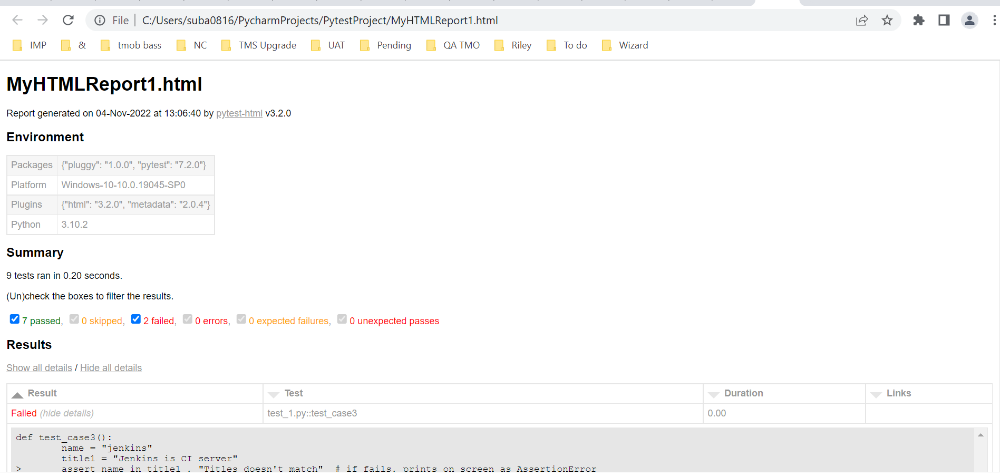 File | C:/Users/suba0816/PycharmProjects/PytestProject/MyHTMLReport1.html
IMP & tmob bass NC TMS Upgrade UAT Pending QA TMO Riley To do Wizard
MyHTMLReport1.html
Report generated on 04-Nov-2022 at 13:06:40 by pytest-html v3.2.0
Environment
Packages {"pluggy": "1.0.0", "pytest": "7.2.0"}
Platform Windows-10-10.0.19045-SP0
Plugins {"html": "3.2.0", "metadata": "2.0.4"}
Python 3.10.2
Summary
9 tests ran in 0.20 seconds.
(Un)check the boxes to filter the results.
7 passed, 0 skipped, 2 failed, 0 errors, 0 expected failures, 0 unexpected passes
Results
Show all details / Hide all details
Result Test Duration Links
Failed (hide details) test_1.py::test_case3 0.00
def test_case3():
name = "jenkins"
title1 = "Jenkins is CI server"
> assert name in title1 , "Titles doesn't match" # if fails, prints on screen as AssertionError